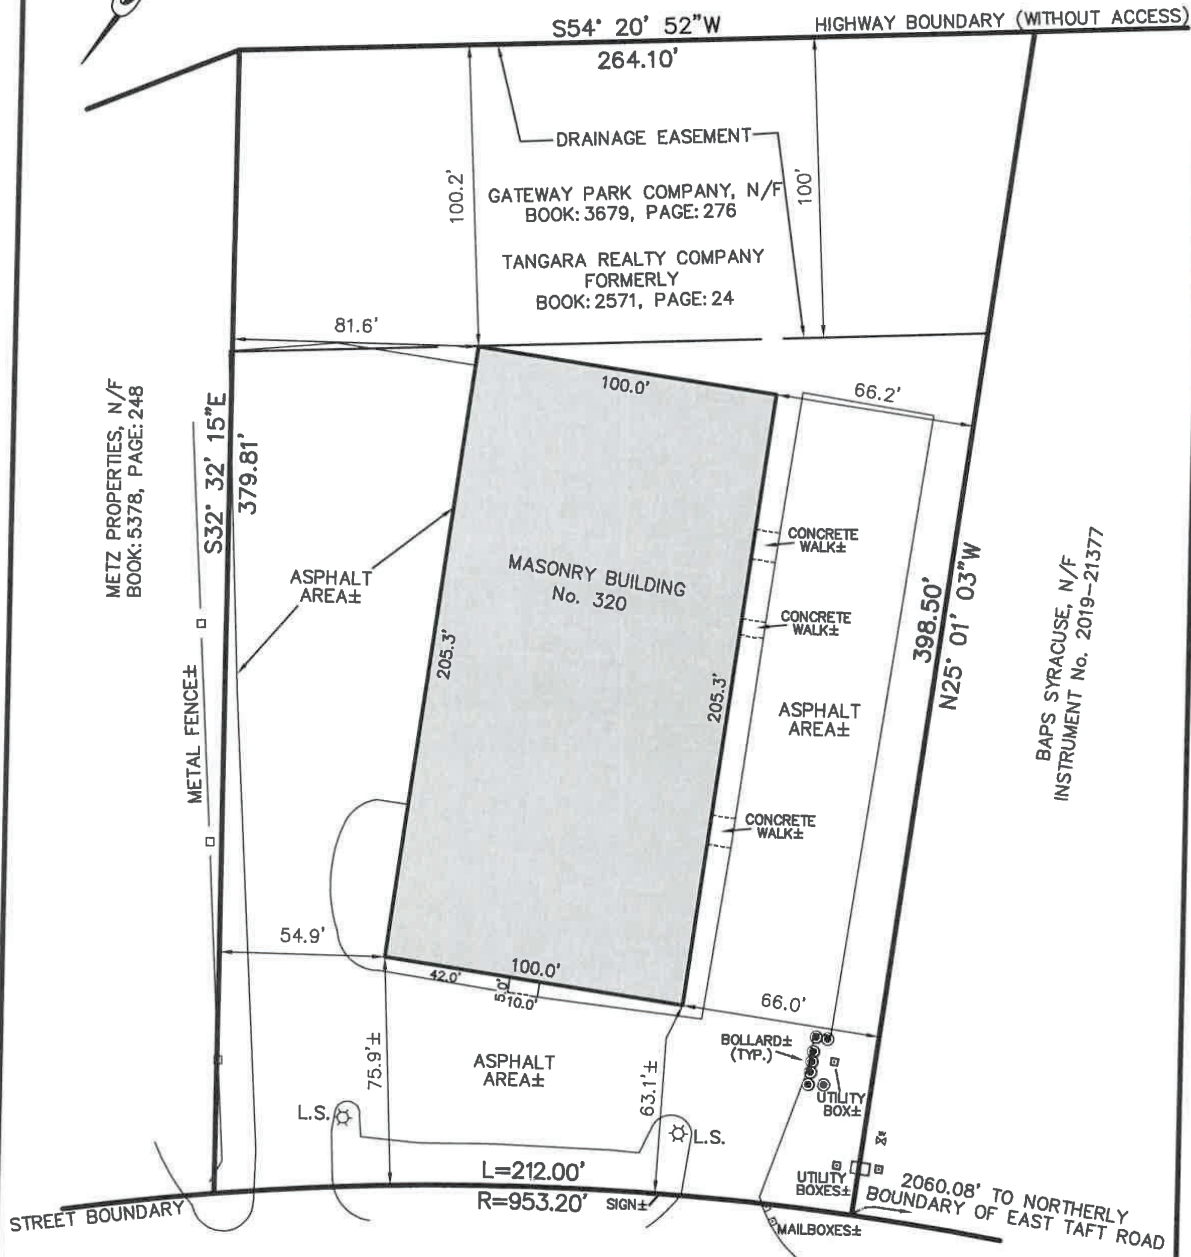 S54° 20' 52"W
HIGHWAY BOUNDARY (WITHOUT ACCESS)
264.10'
DRAINAGE EASEMENT
100.2'
100'
GATEWAY PARK COMPANY, N/F
BOOK: 3679, PAGE: 276
TANGARA REALTY COMPANY
FORMERLY
BOOK: 2571, PAGE: 24
81.6'
100.0'
66.2'
METZ PROPERTIES, N/F
BOOK: 5378, PAGE: 248
S32° 32' 15"E
379.81'
ASPHALT
AREA±
MASONRY BUILDING
No. 320
CONCRETE
WALK±
CONCRETE
WALK±
398.50'
N25° 01' 03"W
BAPS SYRACUSE, N/F
INSTRUMENT No. 2019-21377
METAL FENCE±
205.3'
205.3'
ASPHALT
AREA±
CONCRETE
WALK±
54.9'
42.0'
100.0'
5.0'
10.0'
66.0'
75.9'±
ASPHALT
AREA±
63.1'±
BOLLARD±
(TYP.)
UTILITY
BOX±
L.S.
L.S.
L=212.00'
R=953.20'
SIGN±
UTILITY
BOXES±
MAILBOXES±
2060.08' TO NORTHERLY
BOUNDARY OF EAST TAFT ROAD
STREET BOUNDARY